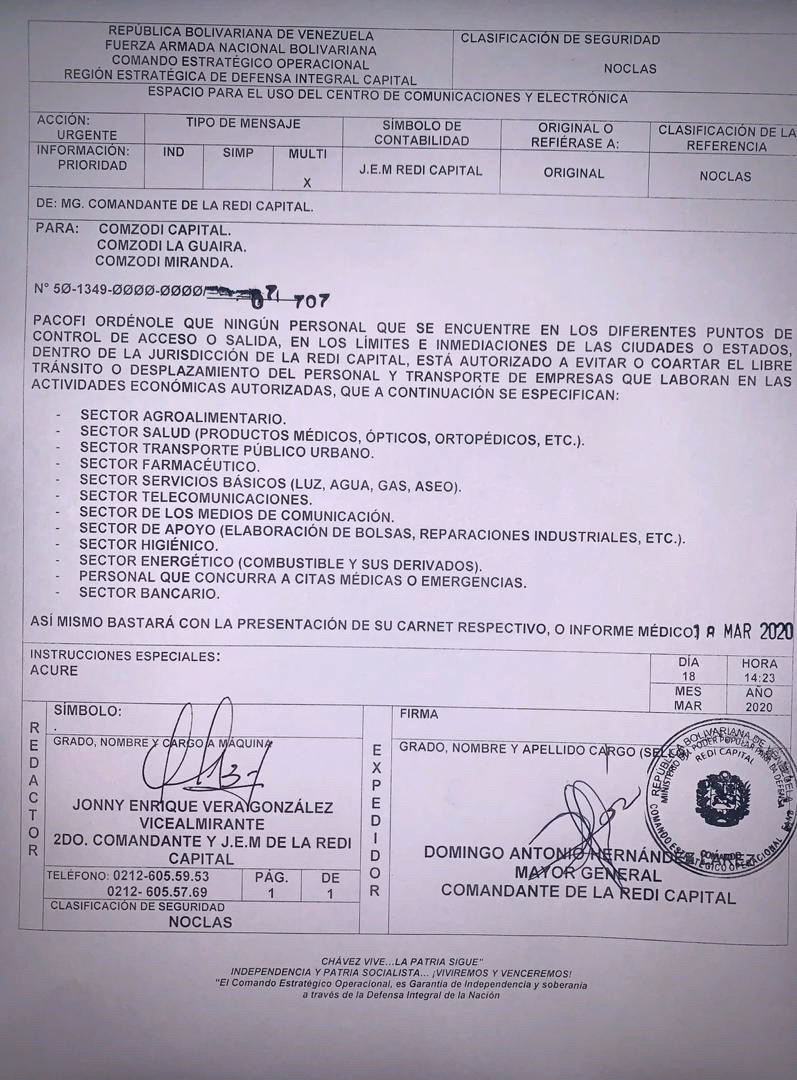 REPÚBLICA BOLIVARIANA DE VENEZUELA
FUERZA ARMADA NACIONAL BOLIVARIANA
COMANDO ESTRATÉGICO OPERACIONAL
REGIÓN ESTRATÉGICA DE DEFENSA INTEGRAL CAPITAL
CLASIFICACIÓN DE SEGURIDAD
NOCLAS
ESPACIO PARA EL USO DEL CENTRO DE COMUNICACIONES Y ELECTRÓNICA
ACCIÓN:
URGENTE
TIPO DE MENSAJE
SÍMBOLO DE
CONTABILIDAD
ORIGINAL O
REFIÉRASE A:
CLASIFICACIÓN DE LA
REFERENCIA
INFORMACIÓN:
PRIORIDAD
IND
SIMP
MULTI
X
J.E.M REDI CAPITAL
ORIGINAL
NOCLAS
DE: MG. COMANDANTE DE LA REDI CAPITAL.
PARA: COMZODI CAPITAL.
COMZODI LA GUAIRA.
COMZODI MIRANDA.
N° 5Ø-1349-ØØØØ-ØØØØ/ 707
PACOFI ORDÉNOLE QUE NINGÚN PERSONAL QUE SE ENCUENTRE EN LOS DIFERENTES PUNTOS DE
CONTROL DE ACCESO O SALIDA, EN LOS LÍMITES E INMEDIACIONES DE LAS CIUDADES O ESTADOS,
DENTRO DE LA JURISDICCIÓN DE LA REDI CAPITAL, ESTÁ AUTORIZADO A EVITAR O COARTAR EL LIBRE
TRÁNSITO O DESPLAZAMIENTO DEL PERSONAL Y TRANSPORTE DE EMPRESAS QUE LABORAN EN LAS
ACTIVIDADES ECONÓMICAS AUTORIZADAS, QUE A CONTINUACIÓN SE ESPECIFICAN:
- SECTOR AGROALIMENTARIO.
- SECTOR SALUD (PRODUCTOS MÉDICOS, ÓPTICOS, ORTOPÉDICOS, ETC.).
- SECTOR TRANSPORTE PÚBLICO URBANO.
- SECTOR FARMACÉUTICO.
- SECTOR SERVICIOS BÁSICOS (LUZ, AGUA, GAS, ASEO).
- SECTOR TELECOMUNICACIONES.
- SECTOR DE LOS MEDIOS DE COMUNICACIÓN.
- SECTOR DE APOYO (ELABORACIÓN DE BOLSAS, REPARACIONES INDUSTRIALES, ETC.).
- SECTOR HIGIÉNICO.
- SECTOR ENERGÉTICO (COMBUSTIBLE Y SUS DERIVADOS).
- PERSONAL QUE CONCURRA A CITAS MÉDICAS O EMERGENCIAS.
- SECTOR BANCARIO.
ASÍ MISMO BASTARÁ CON LA PRESENTACIÓN DE SU CARNET RESPECTIVO, O INFORME MÉDICO. 18 MAR 2020
INSTRUCCIONES ESPECIALES:
ACURE
DÍA
18
HORA
14:23
MES
MAR
AÑO
2020
REDACTOR
SÍMBOLO:
GRADO, NOMBRE Y CARGO A MÁQUINA
JONNY ENRIQUE VERA GONZÁLEZ
VICEALMIRANTE
2DO. COMANDANTE Y J.E.M DE LA REDI
CAPITAL
TELÉFONO: 0212-605.59.53
0212- 605.57.69
PÁG.
1
DE
1
CLASIFICACIÓN DE SEGURIDAD
NOCLAS
EXPEDIDOR
FIRMA
GRADO, NOMBRE Y APELLIDO CARGO
DOMINGO ANTONIO HERNÁNDEZ LÁREZ
MAYOR GENERAL
COMANDANTE DE LA REDI CAPITAL
REPÚBLICA BOLIVARIANA DE VENEZUELA
MINISTERIO DEL PODER POPULAR PARA LA DEFENSA
REDI CAPITAL
COMANDO
COMANDO ESTRATÉGICO OPERACIONAL
CHÁVEZ VIVE...LA PATRIA SIGUE"
INDEPENDENCIA Y PATRIA SOCIALISTA... ¡VIVIREMOS Y VENCEREMOS!
"El Comando Estratégico Operacional, es Garantía de Independencia y soberanía
a través de la Defensa Integral de la Nación